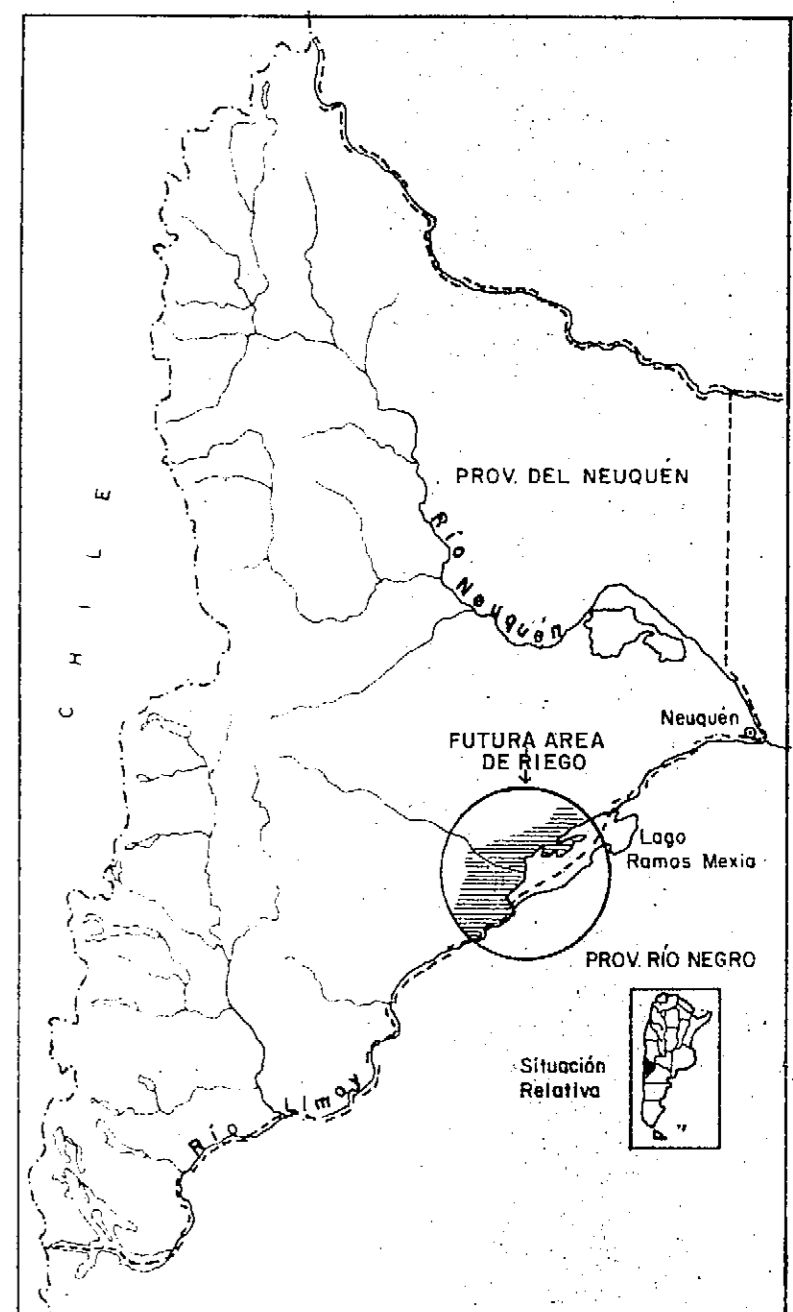 CHILE
PROV. DEL NEUQUÉN
Río Neuquén
Neuquén
FUTURA AREA
DE RIEGO
Lago
Ramos Mexia
PROV. RÍO NEGRO
Situación
Relativa
Río Limay